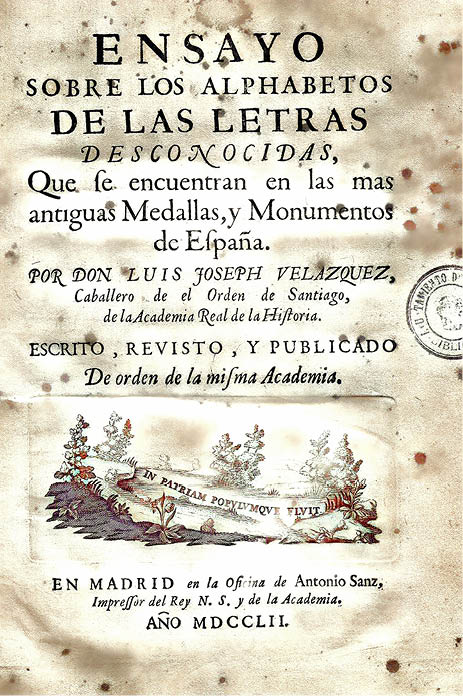 ENSAYO
SOBRE LOS ALPHABETOS
DE LAS LETRAS
DESCONOCIDAS,
Que ſe encuentran en las mas
antiguas Medallas, y Monumentos
de Eſpaña.
POR DON LUIS JOSEPH VELAZQUEZ,
Caballero de el Orden de Santiago,
de la Academia Real de la Hiſtoria.
ESCRITO, REVISTO, Y PUBLICADO
De orden de la miſma Academia.
IN PATRIAM POPVLVMQVE FLVIT
EN MADRID en la Oficina de Antonio Sanz,
Impreſſor del Rey N. S. y de la Academia.
AÑO MDCCLII.